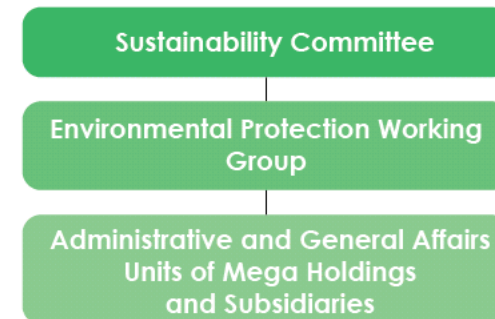 Sustainability Committee
Environmental Protection Working
Group
Administrative and General Affairs
Units of Mega Holdings
and Subsidiaries